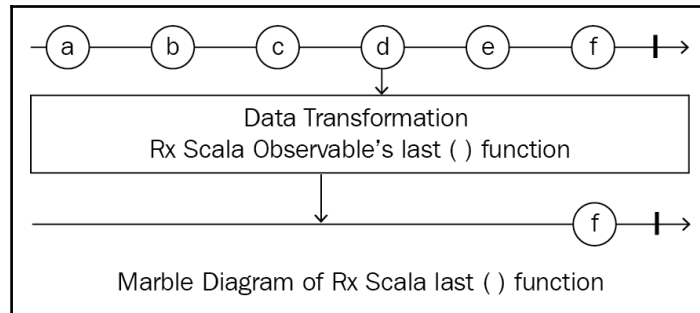 a b c d e f
Data Transformation
Rx Scala Observable's last ( ) function
f
Marble Diagram of Rx Scala last ( ) function